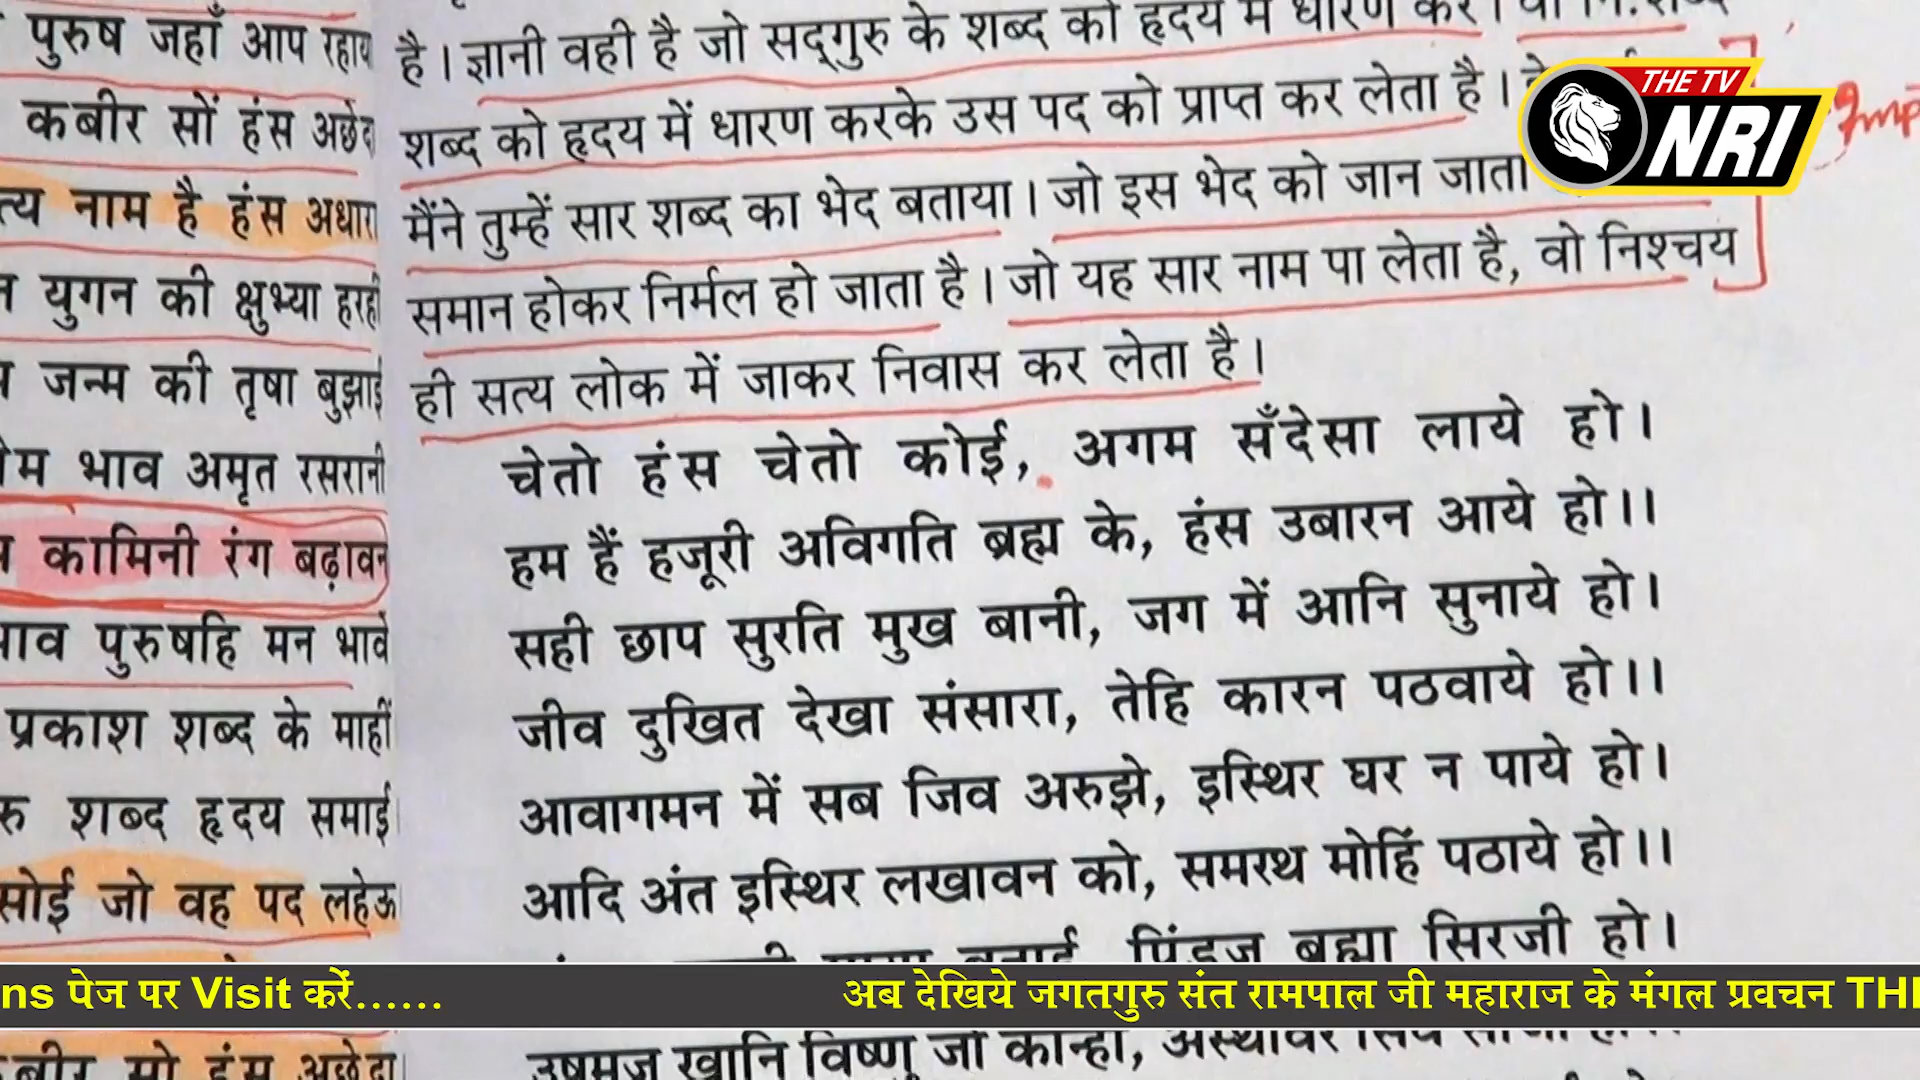 पुरुष जहाँ आप रहाय
कबीर सों हंस अछेदा
त्य नाम है हंस अधारा
युगन की क्षुभ्या हरही
जन्म की तृषा बुझाई
भाव अमृत रसरानी
कामिनी रंग बढ़ावन
पुरुषहि मन भावे
प्रकाश शब्द के माहीं
शब्द हृदय समाई
सोई जो वह पद लहेऊ
है। ज्ञानी वही है जो सद्गुरु के शब्द को हृदय में धारण करे।
शब्द को हृदय में धारण करके उस पद को प्राप्त कर लेता है।
मैंने तुम्हें सार शब्द का भेद बताया। जो इस भेद को जान जाता
समान होकर निर्मल हो जाता है। जो यह सार नाम पा लेता है, वो निश्चय
ही सत्य लोक में जाकर निवास कर लेता है।
चेतो हंस चेतो कोई, अगम सँदेसा लाये हो।
हम हैं हजूरी अविगति ब्रह्म के, हंस उबारन आये हो।।
सही छाप सुरति मुख बानी, जग में आनि सुनाये हो।
जीव दुखित देखा संसारा, तेहि कारन पठवाये हो।।
आवागमन में सब जिव अरुझे, इस्थिर घर न पाये हो।
आदि अंत इस्थिर लखावन को, समरथ मोहिं पठाये हो।।
पिंडज ब्रह्मा सिरजी हो।
उषमज खानि विष्णु जो कान्हा,
THE TV
NRI
Imp
ns पेज पर Visit करें......
अब देखिये जगतगुरु संत रामपाल जी महाराज के मंगल प्रवचन THE